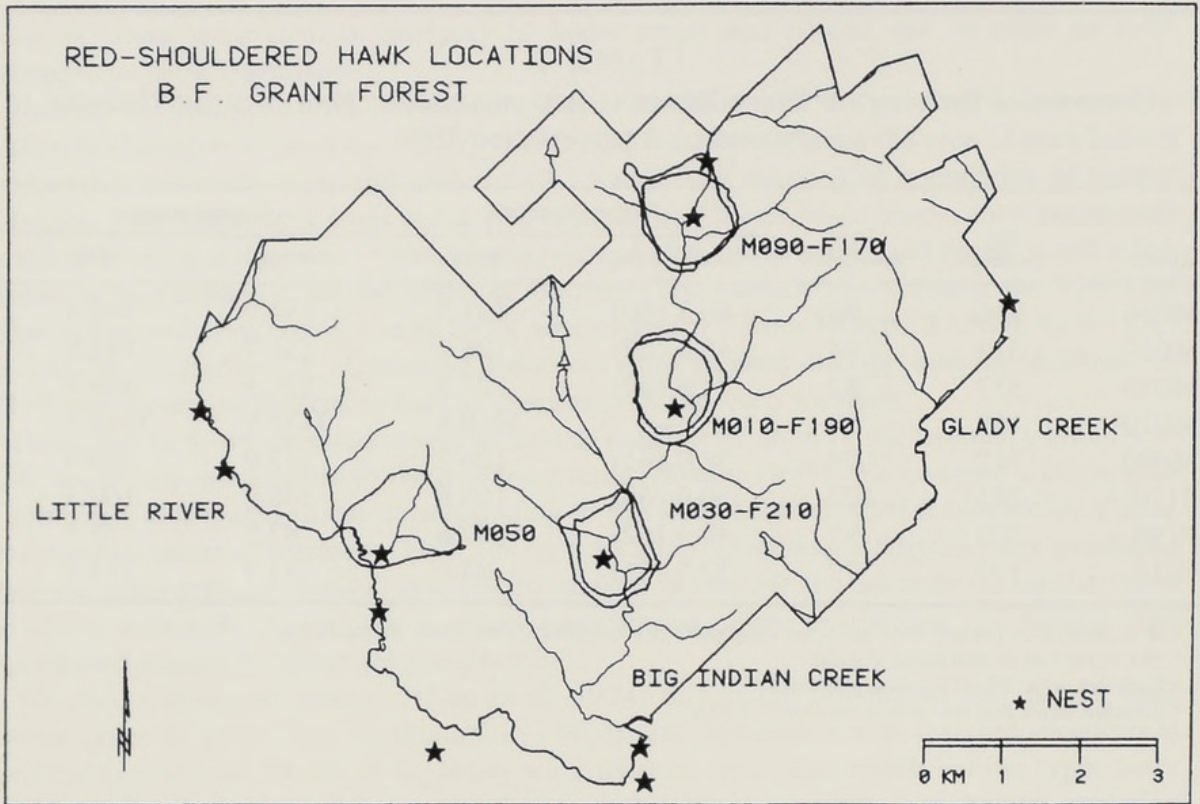 RED-SHOULDERED HAWK LOCATIONS
B.F. GRANT FOREST
M090-F170
M010-F190
GLADY CREEK
LITTLE RIVER
M050
M030-F210
BIG INDIAN CREEK
★ NEST
N
0 KM 1 2 3